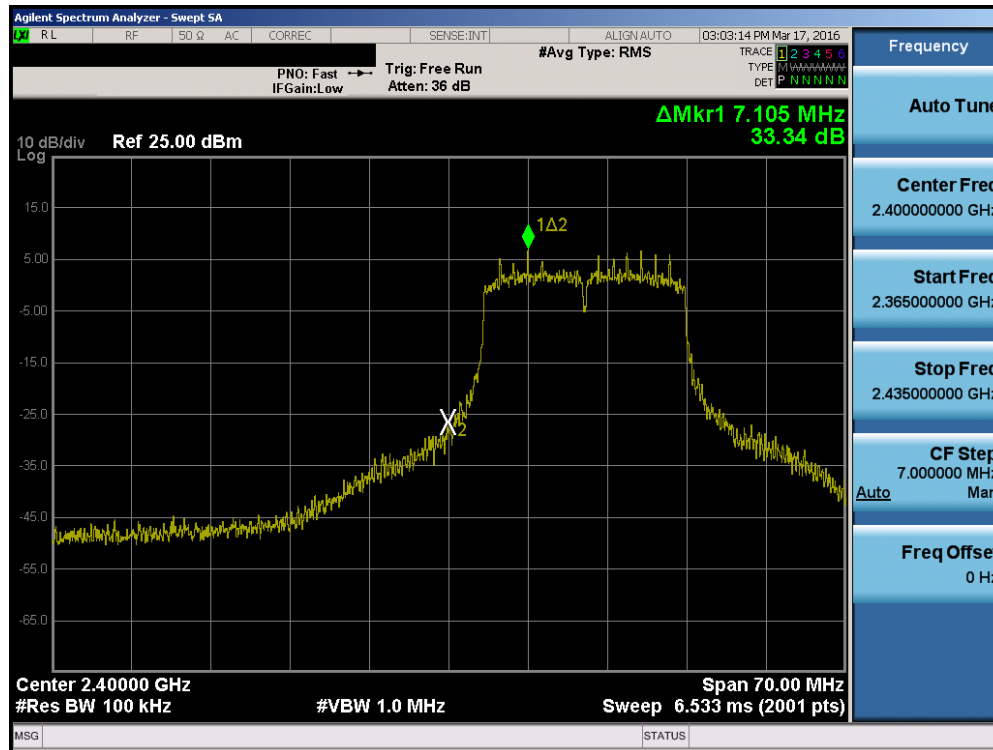 Agilent Spectrum Analyzer - Swept SA
LXI RL RF 50 Ω AC CORREC SENSE:INT ALIGN AUTO 03:03:14 PM Mar 17, 2016
#Avg Type: RMS
TRACE 1 2 3 4 5 6
PNO: Fast Trig: Free Run
TYPE M W W W W W
IFGain:Low Atten: 36 dB
DET P N N N N N
ΔMkr1 7.105 MHz
33.34 dB
10 dB/div Ref 25.00 dBm
Log
15.0
5.00
-5.00
-15.0
-25.0
-35.0
-45.0
-55.0
-65.0
1Δ2
X2
Center 2.40000 GHz Span 70.00 MHz
#Res BW 100 kHz #VBW 1.0 MHz Sweep 6.533 ms (2001 pts)
MSG STATUS
Frequency
Auto Tune
Center Freq
2.400000000 GHz
Start Freq
2.365000000 GHz
Stop Freq
2.435000000 GHz
CF Step
7.000000 MHz
Auto Man
Freq Offset
0 Hz